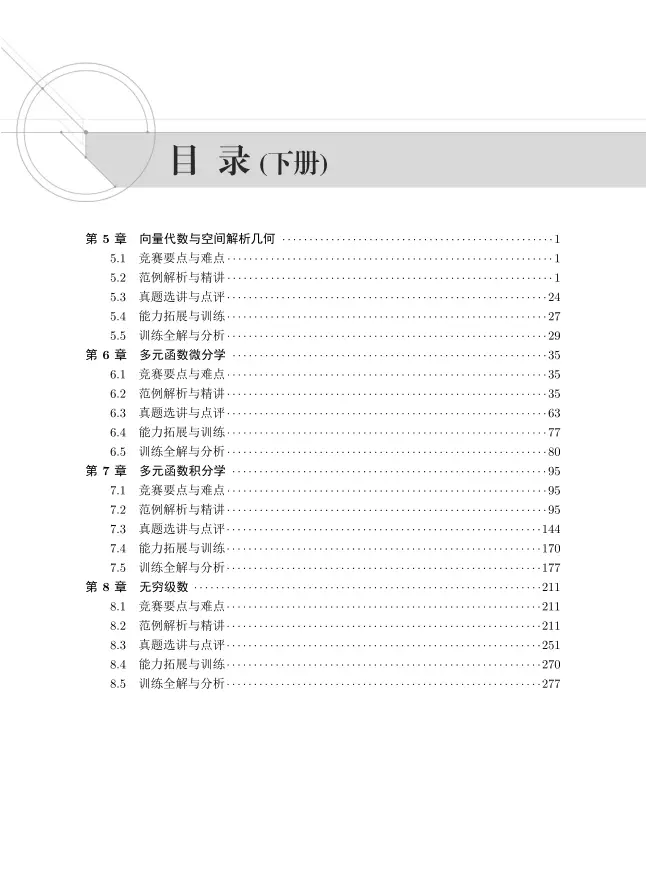 目 录 (下册)
第 5 章 向量代数与空间解析几何 ··················································1
5.1 竞赛要点与难点····························································1
5.2 范例解析与精讲····························································1
5.3 真题选讲与点评···························································24
5.4 能力拓展与训练···························································27
5.5 训练全解与分析···························································29
第 6 章 多元函数微分学 ··························································35
6.1 竞赛要点与难点···························································35
6.2 范例解析与精讲···························································35
6.3 真题选讲与点评···························································63
6.4 能力拓展与训练···························································77
6.5 训练全解与分析···························································80
第 7 章 多元函数积分学 ··························································95
7.1 竞赛要点与难点···························································95
7.2 范例解析与精讲···························································95
7.3 真题选讲与点评··························································144
7.4 能力拓展与训练··························································170
7.5 训练全解与分析··························································177
第 8 章 无穷级数 ································································211
8.1 竞赛要点与难点··························································211
8.2 范例解析与精讲··························································211
8.3 真题选讲与点评··························································251
8.4 能力拓展与训练··························································270
8.5 训练全解与分析··························································277